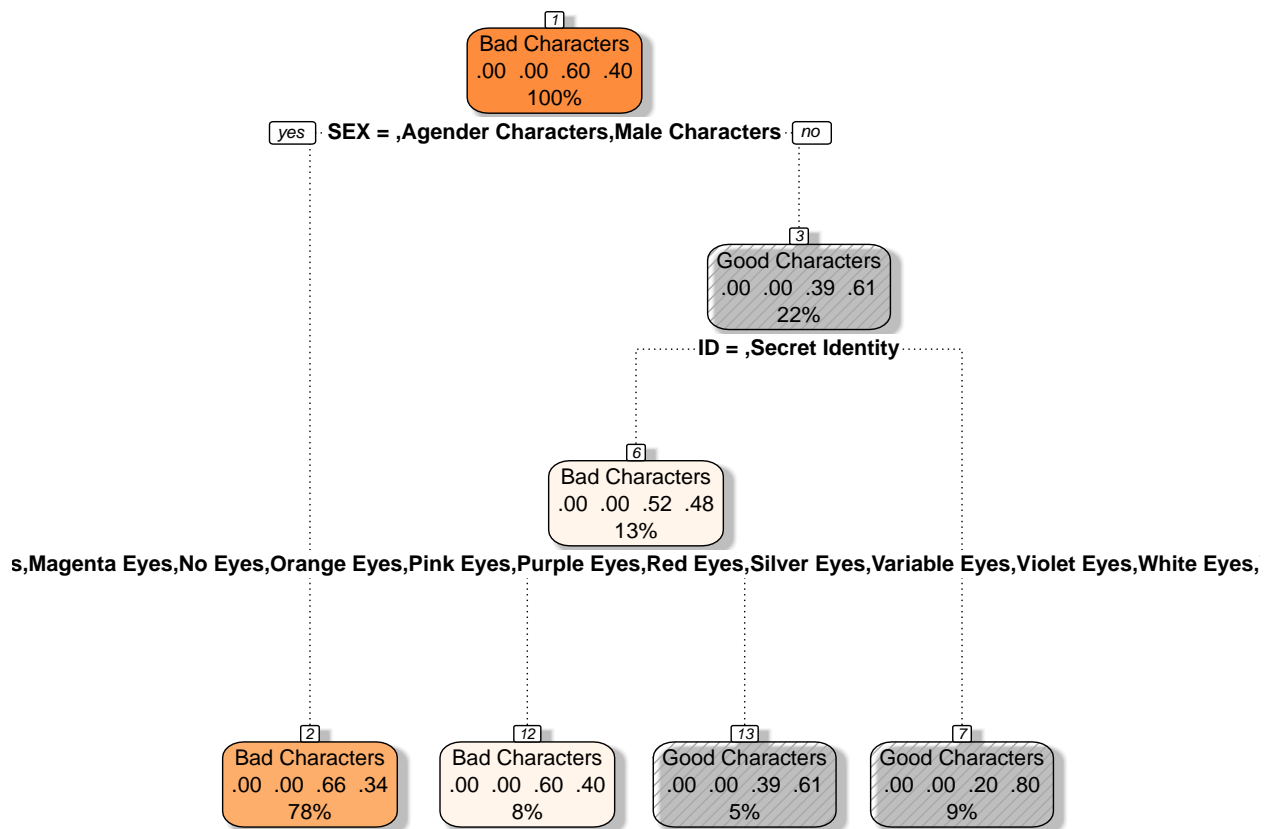 1
Bad Characters
.00 .00 .60 .40
100%
yes SEX = ,Agender Characters,Male Characters no
3
Good Characters
.00 .00 .39 .61
22%
ID = ,Secret Identity
6
Bad Characters
.00 .00 .52 .48
13%
s,Magenta Eyes,No Eyes,Orange Eyes,Pink Eyes,Purple Eyes,Red Eyes,Silver Eyes,Variable Eyes,Violet Eyes,White Eyes,
2
Bad Characters
.00 .00 .66 .34
78%
12
Bad Characters
.00 .00 .60 .40
8%
13
Good Characters
.00 .00 .39 .61
5%
7
Good Characters
.00 .00 .20 .80
9%